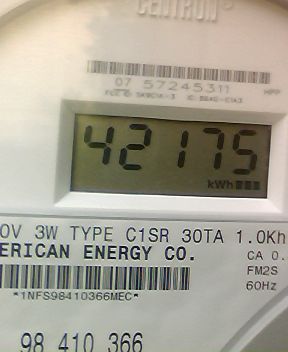 CENTRON®
07 57245311
42175
kWh
0V 3W TYPE C1SR 30TA 1.0Kh
ERICAN ENERGY CO.
CA 0.
FM2S
60Hz
*1NFS98410366MEC*
98 410 366